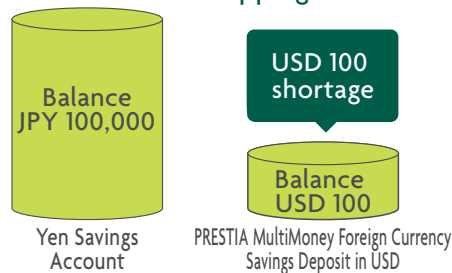 USD 100
shortage
Balance
JPY 100,000
Balance
USD 100
Yen Savings
Account
PRESTIA MultiMoney Foreign Currency
Savings Deposit in USD